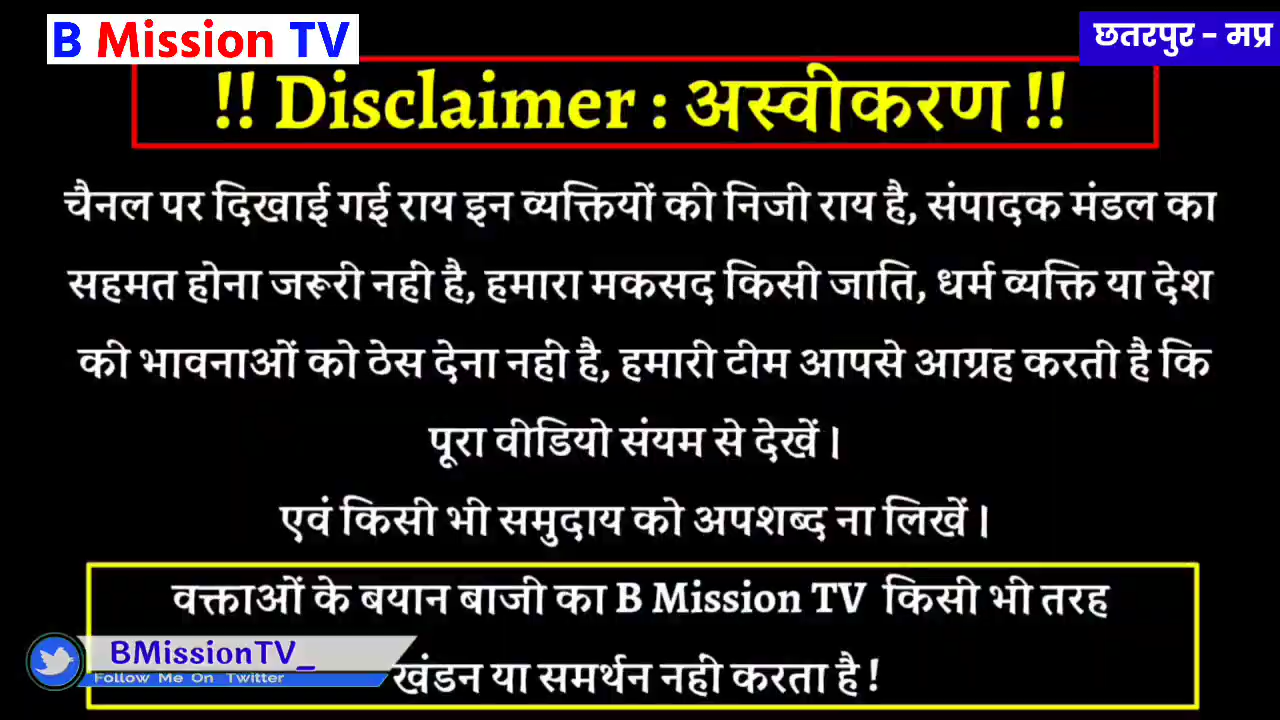 B Mission TV
छतरपुर - मप्र
!! Disclaimer : अस्वीकरण !!
चैनल पर दिखाई गई राय इन व्यक्तियों की निजी राय है, संपादक मंडल का
सहमत होना जरूरी नही है, हमारा मकसद किसी जाति, धर्म व्यक्ति या देश
की भावनाओं को ठेस देना नही है, हमारी टीम आपसे आग्रह करती है कि
पूरा वीडियो संयम से देखें।
एवं किसी भी समुदाय को अपशब्द ना लिखें।
वक्ताओं के बयान बाजी का B Mission TV किसी भी तरह
खंडन या समर्थन नही करता है !
BMissionTV_
Follow Me On Twitter